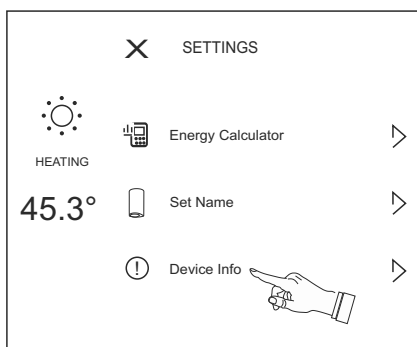 SETTINGS
Energy Calculator
HEATING
45.3°
Set Name
Device Info